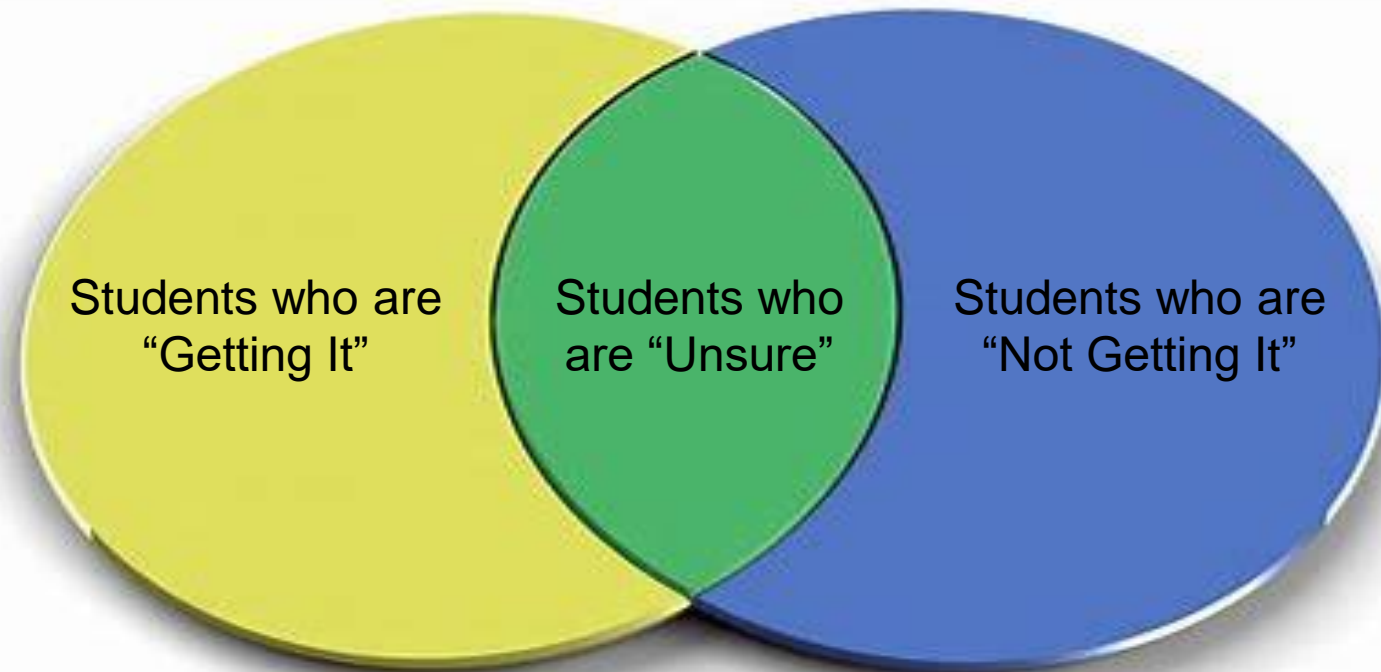 Students who are
“Getting It”
Students who
are “Unsure”
Students who are
“Not Getting It”